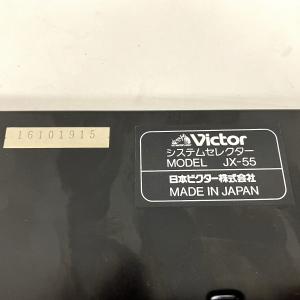 16101915
Victor
システムセレクター
MODEL JX-55
日本ビクター株式会社
MADE IN JAPAN